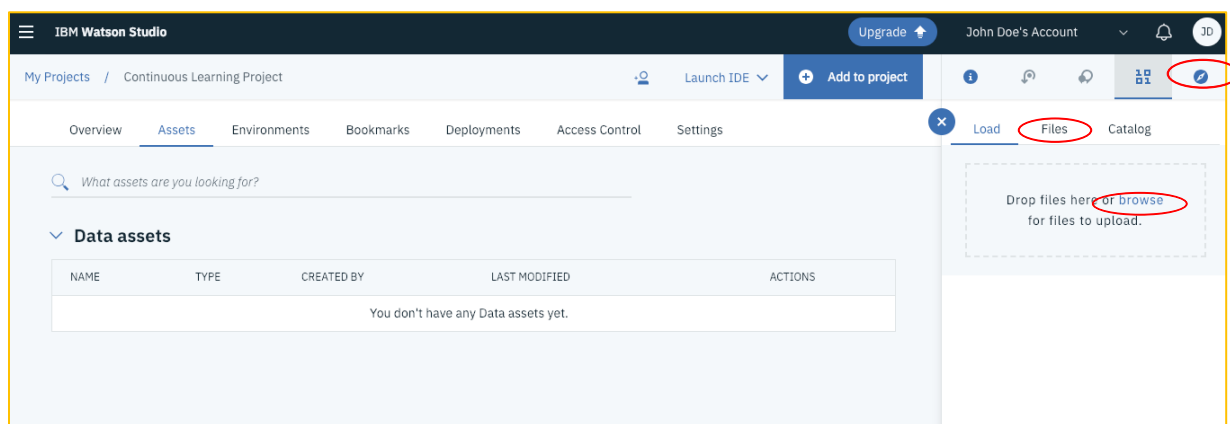 IBM Watson Studio Upgrade John Doe's Account JD
My Projects / Continuous Learning Project Launch IDE Add to project
Overview Assets Environments Bookmarks Deployments Access Control Settings
Load Files Catalog
What assets are you looking for?
Drop files here or browse
for files to upload.
Data assets
NAME TYPE CREATED BY LAST MODIFIED ACTIONS
You don't have any Data assets yet.